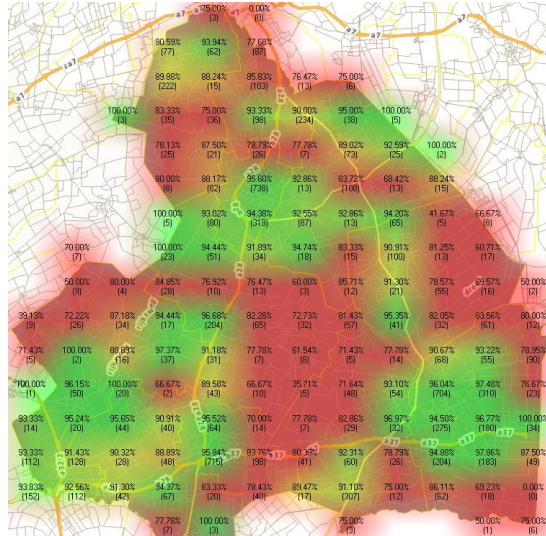 75.00% 0.00%
(3) (0)
90.59% 93.94% 77.68%
(77) (62) (87)
89.88% 88.24% 85.83% 76.47% 75.00%
(222) (15) (103) (13) (6)
100.00% 83.33% 75.00% 93.33% 90.00% 95.00% 100.00%
(3) (35) (36) (98) (234) (38) (5)
78.13% 87.50% 78.79% 77.78% 89.02% 92.59% 100.00%
(25) (21) (26) (7) (73) (25) (2)
80.00% 88.17% 95.60% 92.86% 83.72% 68.42% 88.24%
(8) (82) (738) (13) (108) (13) (15)
100.00% 93.02% 94.38% 92.55% 92.86% 94.20% 41.67% 66.67%
(5) (80) (319) (87) (13) (65) (5) (8)
70.00% 100.00% 94.44% 91.89% 94.74% 83.33% 90.91% 81.25% 60.71%
(7) (23) (51) (34) (18) (15) (100) (13) (17)
50.00% 80.00% 84.85% 76.92% 76.47% 60.00% 85.71% 91.30% 78.57% 69.57% 50.00%
(9) (4) (28) (10) (13) (3) (12) (21) (55) (16) (2)
39.13% 72.22% 87.18% 94.44% 96.68% 82.28% 72.73% 81.43% 95.35% 82.05% 83.56% 80.00%
(9) (26) (34) (17) (204) (65) (32) (57) (41) (32) (61) (12)
71.43% 100.00% 88.89% 97.37% 91.18% 77.78% 61.54% 71.43% 77.78% 90.67% 93.22% 78.95%
(5) (2) (16) (37) (31) (7) (8) (5) (14) (68) (55) (90)
100.00% 96.15% 100.00% 66.67% 89.58% 66.67% 35.71% 71.64% 93.10% 96.04% 97.48% 76.67%
(1) (50) (20) (2) (43) (10) (5) (48) (54) (704) (310) (23)
93.33% 95.24% 95.65% 90.91% 95.52% 70.00% 77.78% 82.86% 96.97% 94.50% 96.77% 100.00%
(14) (20) (44) (40) (64) (14) (7) (29) (32) (275) (180) (34)
93.33% 91.43% 90.32% 88.89% 95.84% 83.76% 80.39% 92.31% 78.79% 94.88% 97.86% 87.50%
(112) (128) (28) (48) (715) (98) (41) (60) (26) (204) (183) (49)
93.83% 92.56% 91.30% 94.37% 83.33% 78.43% 89.47% 91.10% 75.00% 86.11% 69.23% 0.00%
(152) (112) (42) (67) (20) (40) (17) (307) (12) (62) (18) (0)
77.78% 100.00% 75.00% 50.00% 75.00%
(7) (3) (3) (1) (6)